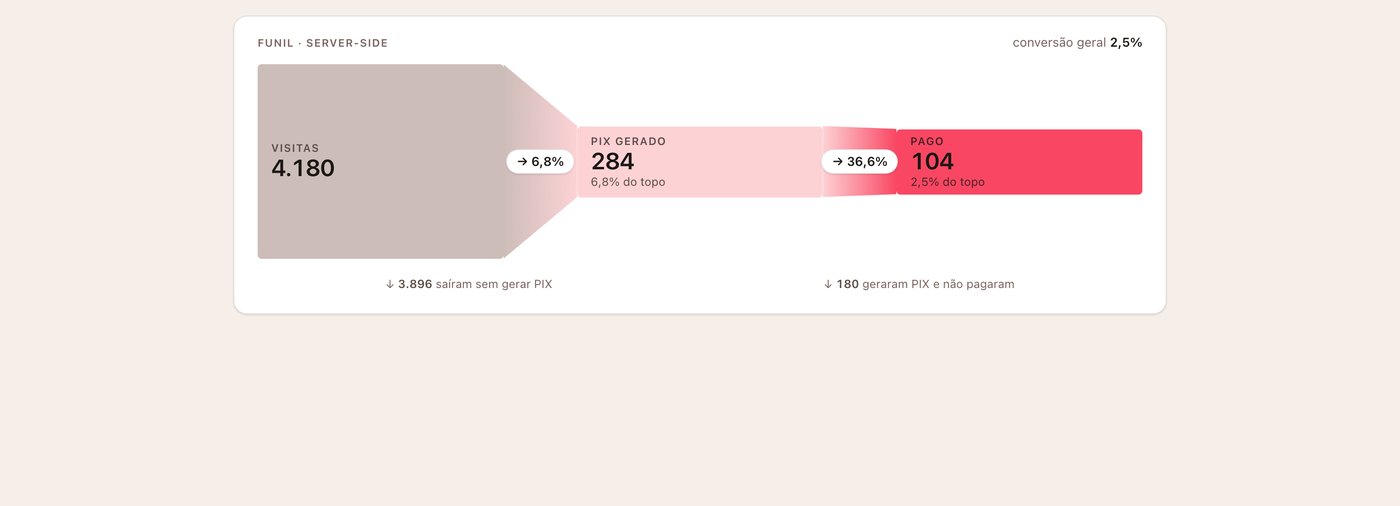 FUNIL · SERVER-SIDE
conversão geral 2,5%
VISITAS
4.180
→ 6,8%
PIX GERADO
284
6,8% do topo
→ 36,6%
PAGO
104
2,5% do topo
↓ 3.896 saíram sem gerar PIX
↓ 180 geraram PIX e não pagaram